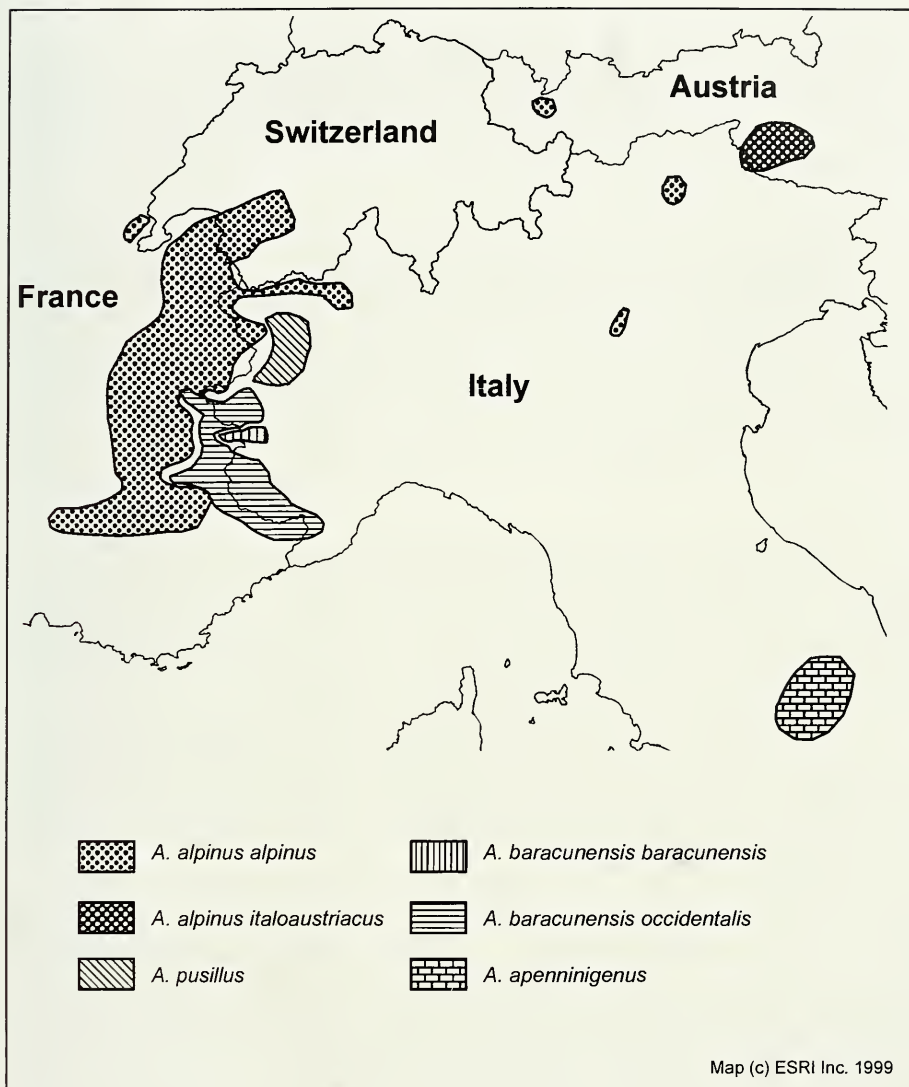 Austria
Switzerland
France
Italy
A. alpinus alpinus
A. baracunensis baracunensis
A. alpinus italoaustriacus
A. baracunensis occidentalis
A. pusillus
A. apenninigenus
Map (c) ESRI Inc. 1999